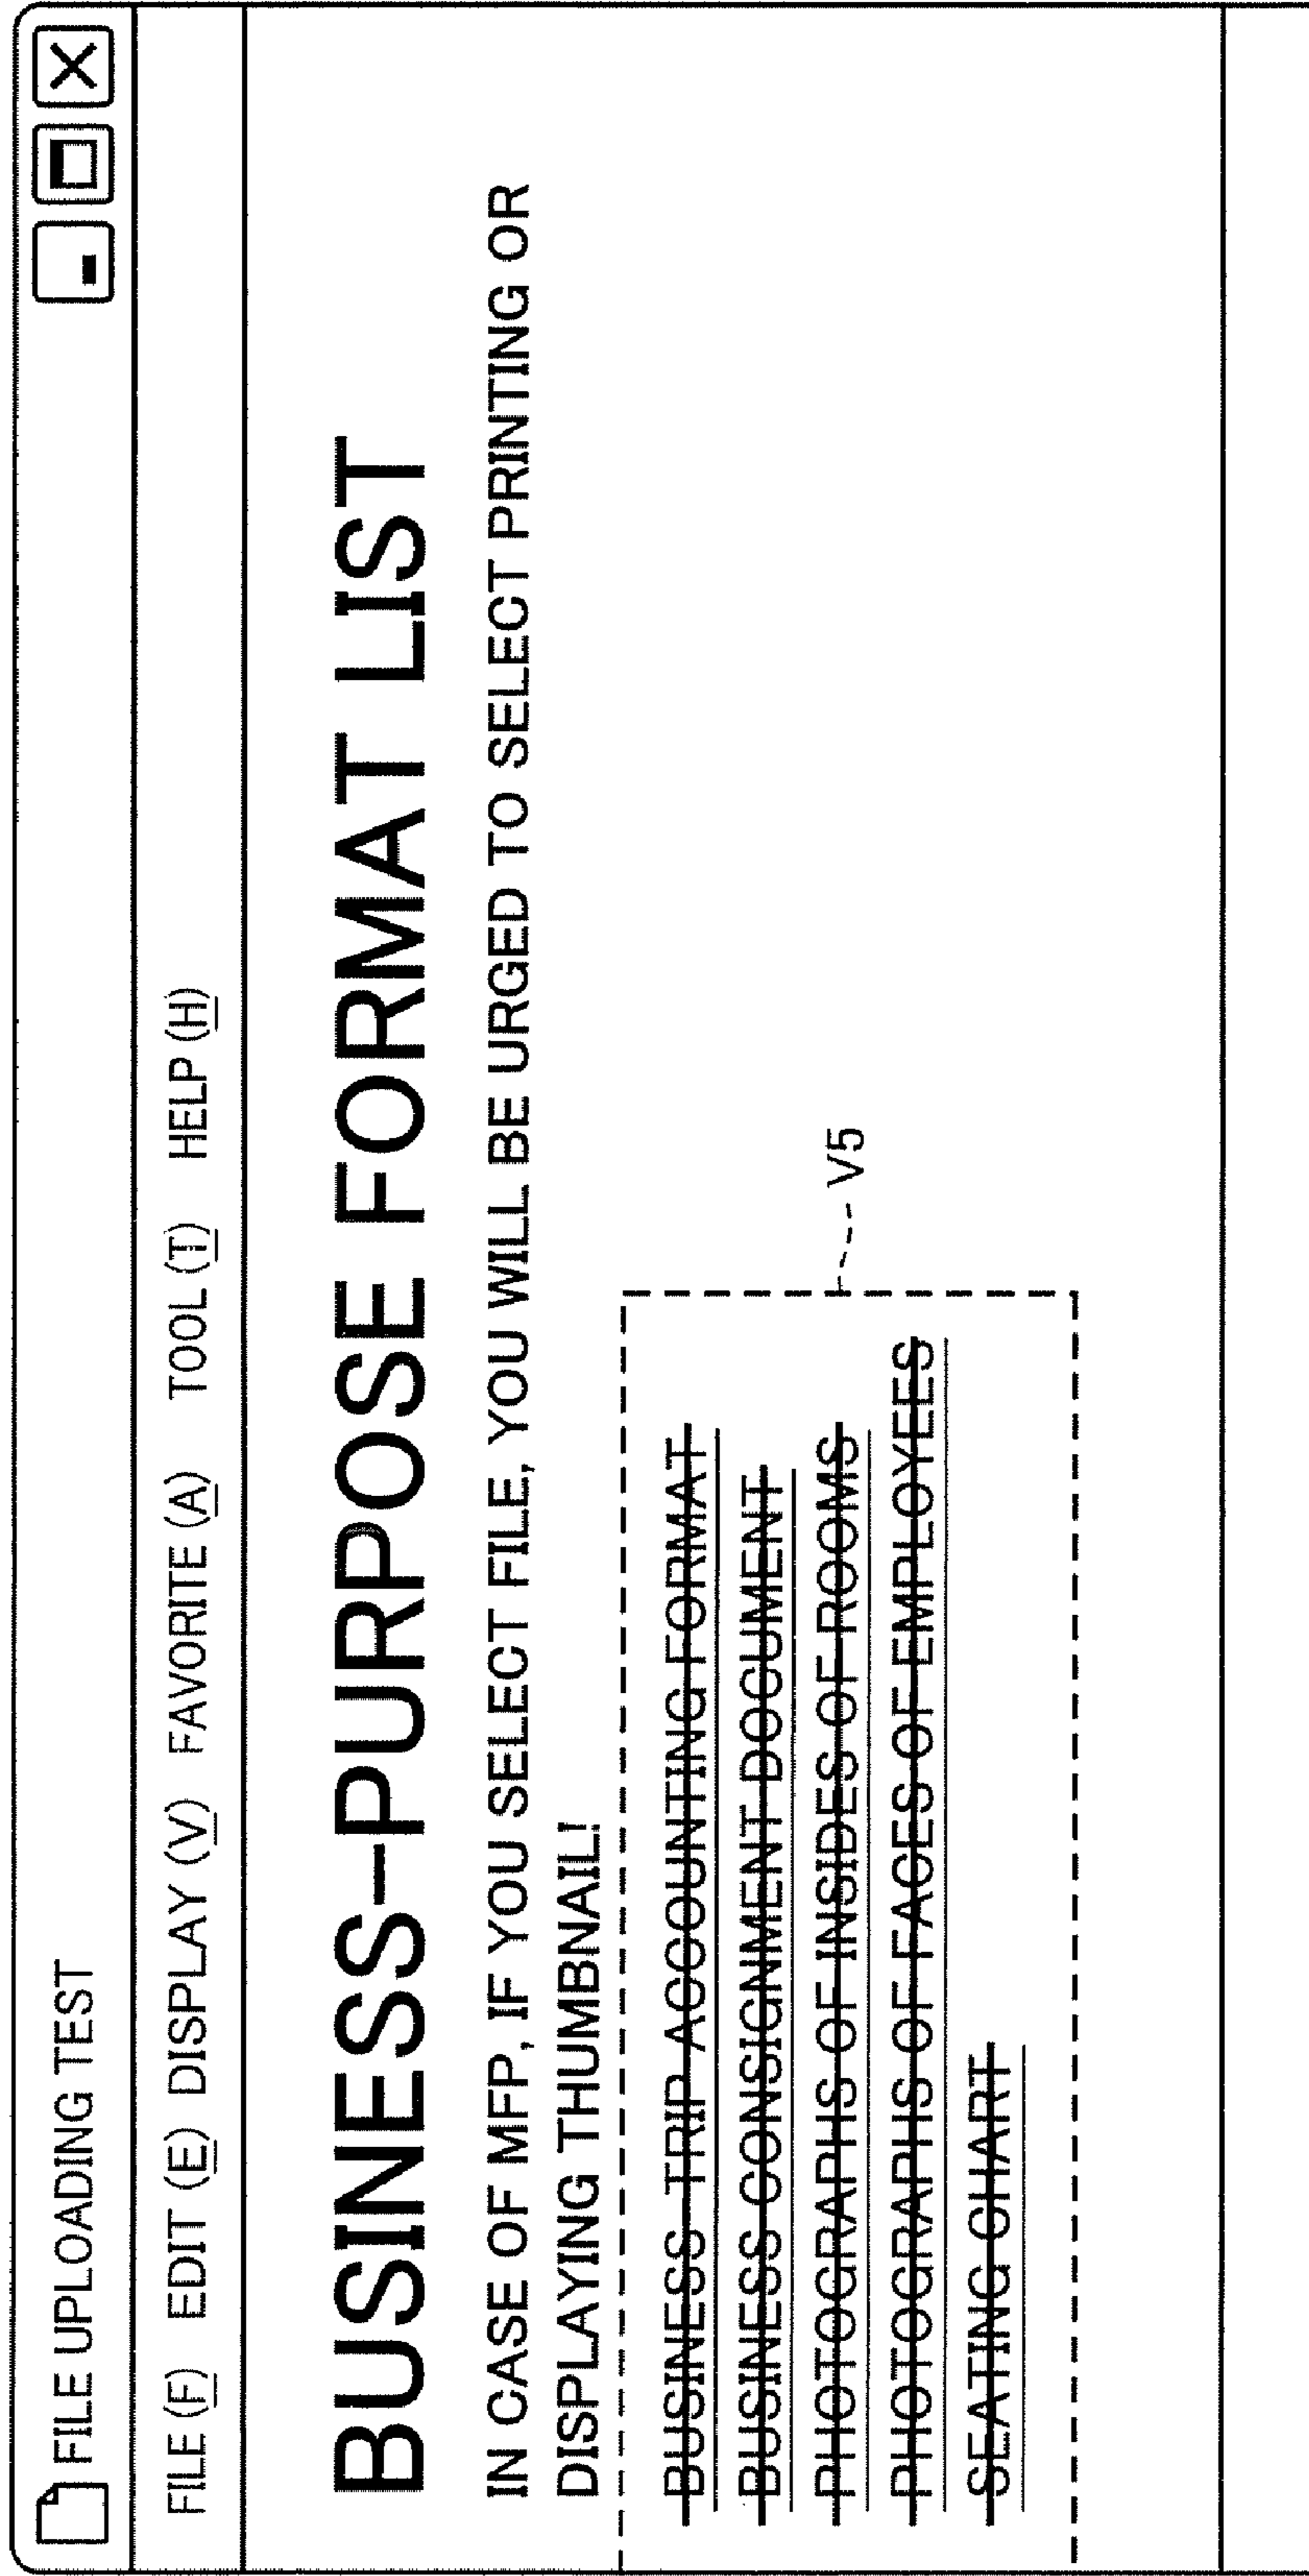 FILE UPLOADING TEST
FILE (F) EDIT (E) DISPLAY (V) FAVORITE (A) TOOL (T) HELP (H)
BUSINESS-PURPOSE FORMAT LIST
IN CASE OF MFP, IF YOU SELECT FILE, YOU WILL BE URGED TO SELECT PRINTING OR
DISPLAYING THUMBNAIL!
BUSINESS TRIP ACCOUNTING FORMAT
BUSINESS CONSIGNMENT DOCUMENT
PHOTOGRAPHS OF INSIDES OF ROOMS
PHOTOGRAPHS OF FACES OF EMPLOYEES
SEATING CHART
V5